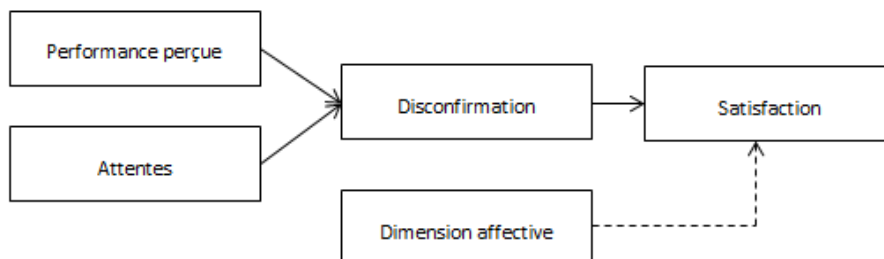 Performance perçue
Attentes
Disconfirmation
Satisfaction
Dimension affective